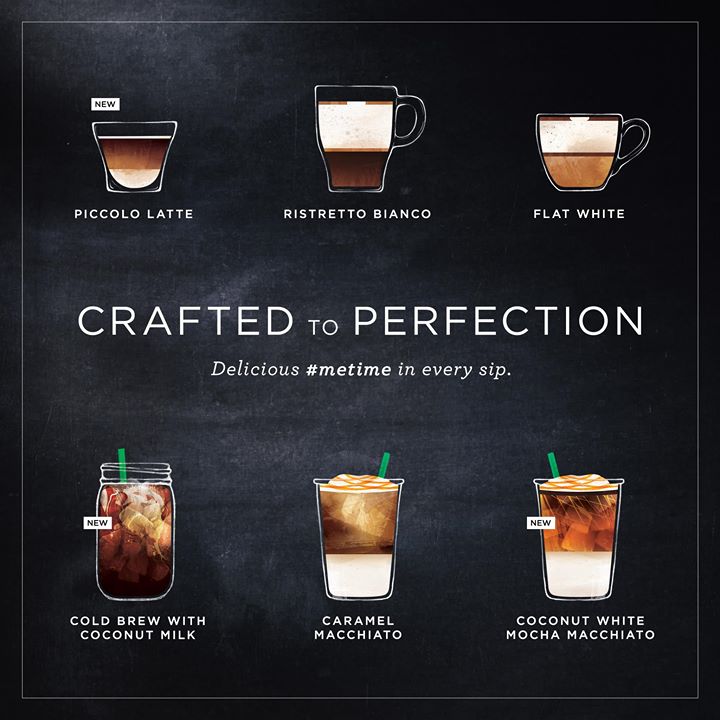 NEW
PICCOLO LATTE
RISTRETTO BIANCO
FLAT WHITE
CRAFTED TO PERFECTION
Delicious #metime in every sip.
NEW
COLD BREW WITH
COCONUT MILK
CARAMEL
MACCHIATO
NEW
COCONUT WHITE
MOCHA MACCHIATO